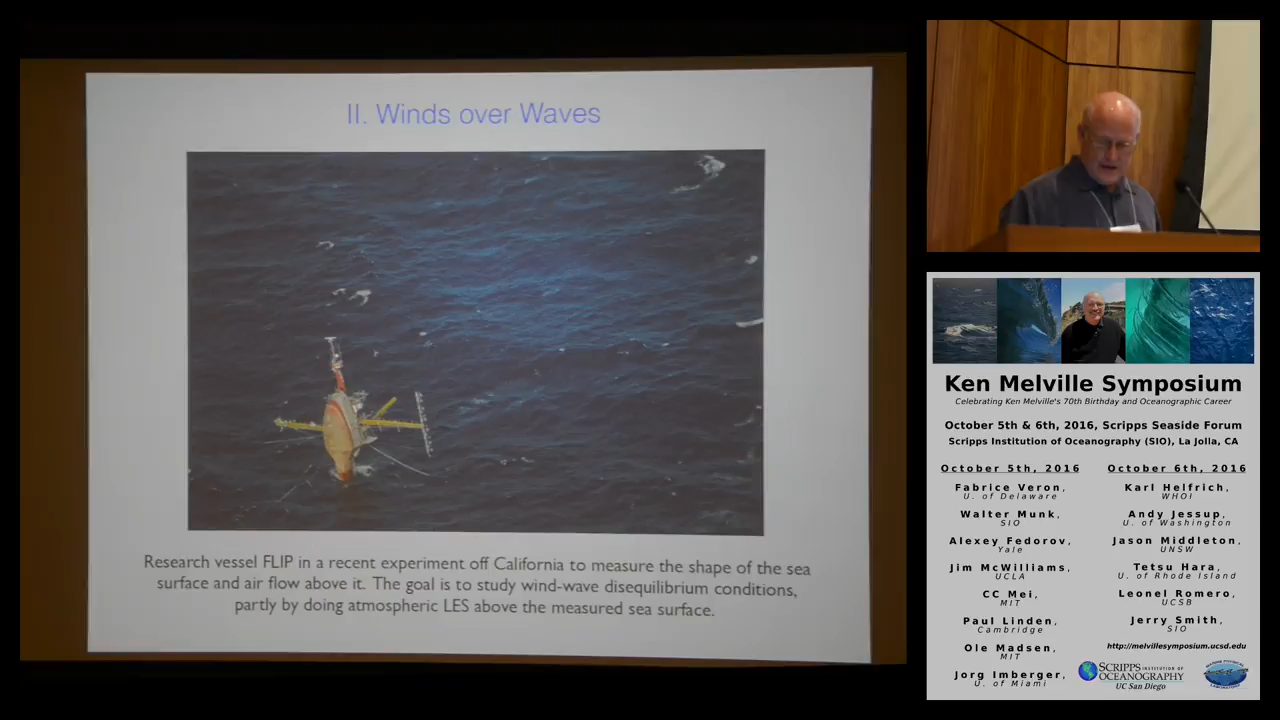 II. Winds over Waves
Research vessel FLIP in a recent experiment off California to measure the shape of the sea
surface and air flow above it. The goal is to study wind-wave disequilibrium conditions,
partly by doing atmospheric LES above the measured sea surface.
Ken Melville Symposium
Celebrating Ken Melville's 70th Birthday and Oceanographic Career
October 5th & 6th, 2016, Scripps Seaside Forum
Scripps Institution of Oceanography (SIO), La Jolla, CA
October 5th, 2016
Fabrice Veron,
U. of Delaware
Walter Munk,
SIO
Alexey Fedorov,
Yale
Jim McWilliams,
UCLA
CC Mei,
MIT
Paul Linden,
Cambridge
Ole Madsen,
MIT
Jorg Imberger,
U. of Miami
October 6th, 2016
Karl Helfrich,
WHOI
Andy Jessup,
U. of Washington
Jason Middleton,
UNSW
Tetsu Hara,
U. of Rhode Island
Leonel Romero,
UCSB
Jerry Smith,
SIO
http://melvillesymposium.ucsd.edu
SCRIPPS INSTITUTION OF
OCEANOGRAPHY
UC San Diego